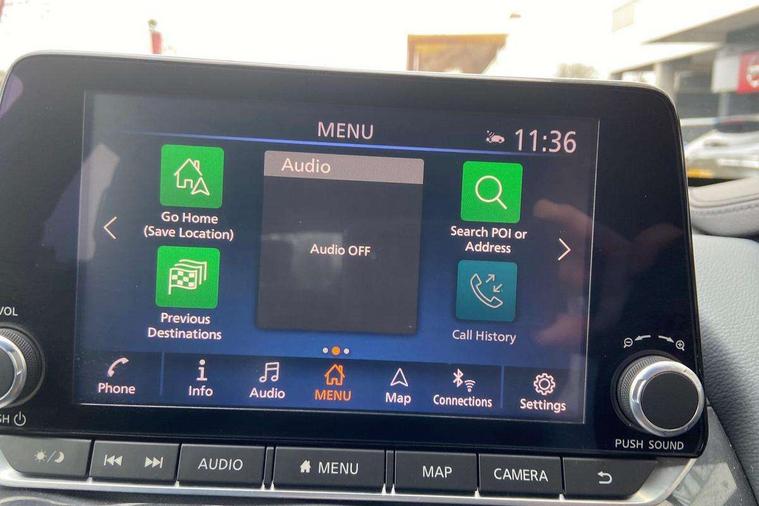 MENU
11:36
Go Home
(Save Location)
Audio
Audio OFF
Search POI or
Address
Previous
Destinations
Call History
Phone
Info
Audio
MENU
Map
Connections
Settings
VOL
SH
PUSH SOUND
AUDIO
MENU
MAP
CAMERA